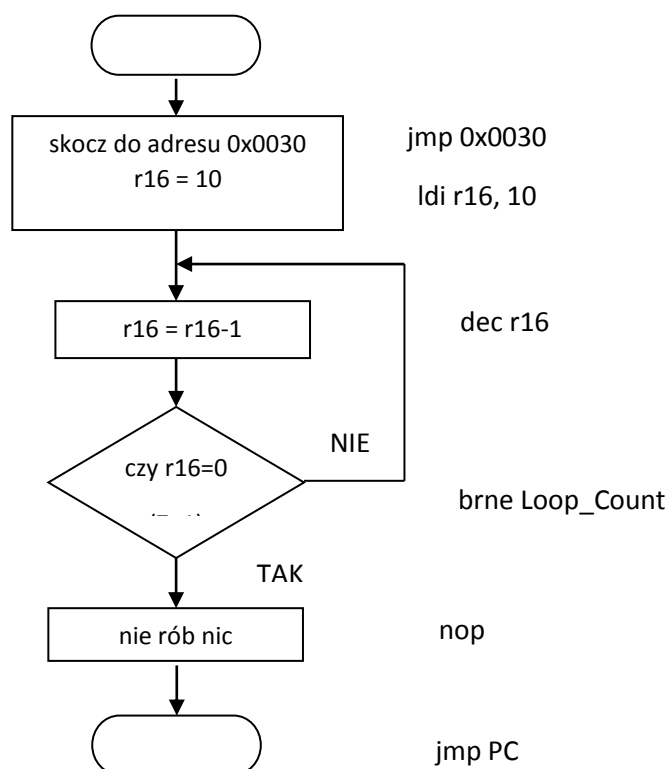 skocz do adresu 0x0030
r16 = 10
jmp 0x0030
ldi r16, 10
r16 = r16-1
dec r16
NIE
czy r16=0
brne Loop_Count
TAK
nie rób nic
nop
jmp PC